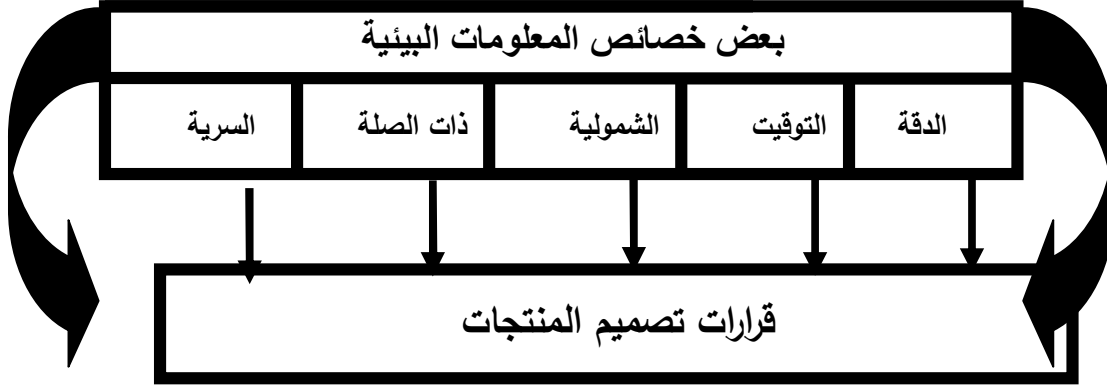 بعض خصائص المعلومات البيئية
الدقة
التوقيت
الشمولية
ذات الصلة
السرية
قرارات تصميم المنتجات